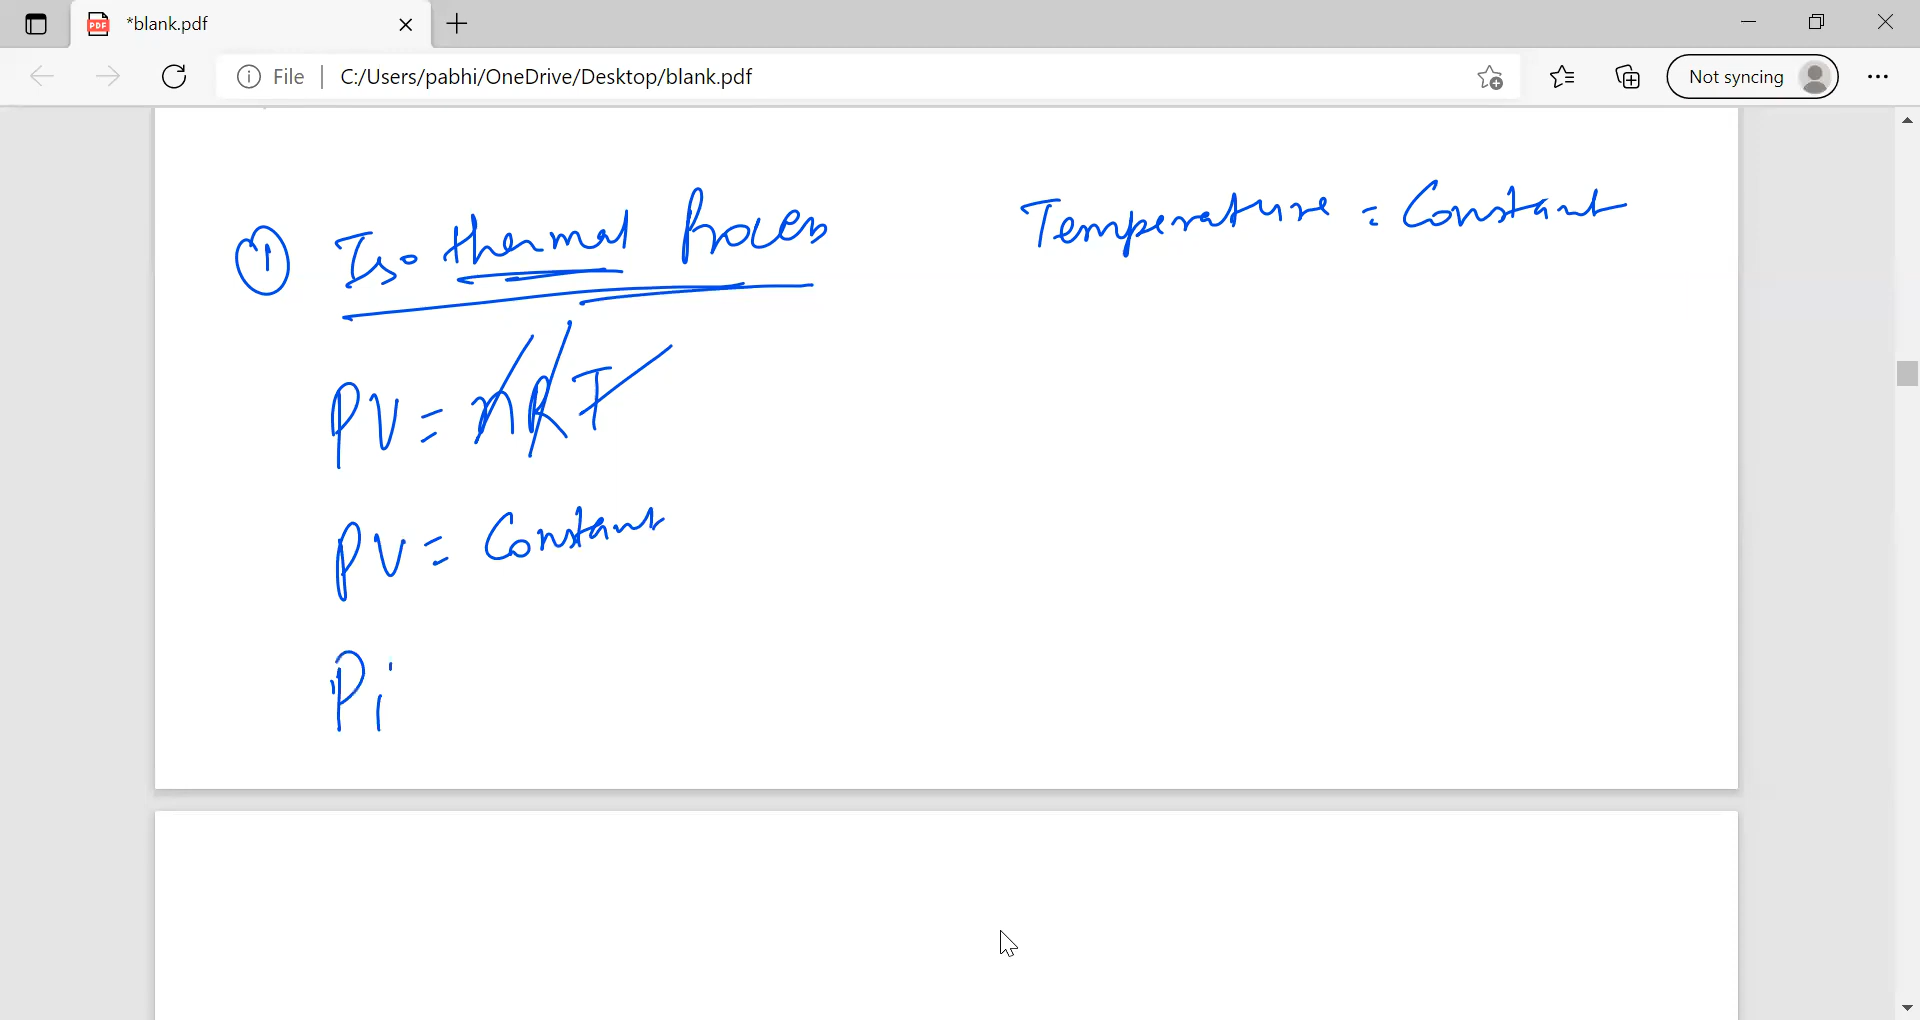 *blank.pdf
File | C:/Users/pabhi/OneDrive/Desktop/blank.pdf
Not syncing
① Iso thermal Process
Temperature = Constant
PV = nRT
PV = Constant
Pi